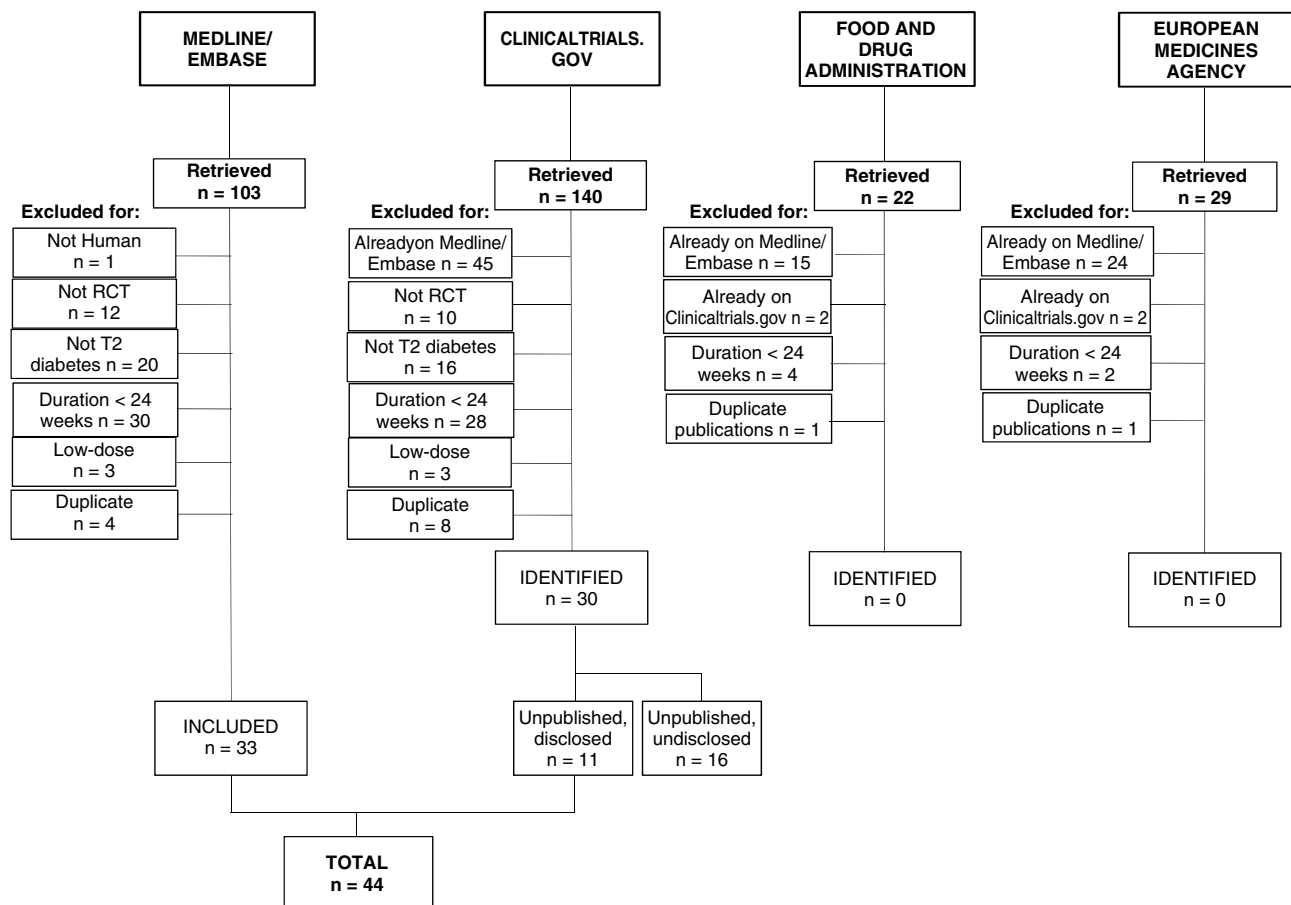 MEDLINE/
EMBASE
CLINICALTRIALS.
GOV
FOOD AND
DRUG
ADMINISTRATION
EUROPEAN
MEDICINES
AGENCY
Retrieved
n = 103
Excluded for:
Not Human
n = 1
Not RCT
n = 12
Not T2
diabetes n = 20
Duration < 24
weeks n = 30
Low-dose
n = 3
Duplicate
n = 4
INCLUDED
n = 33
Retrieved
n = 140
Excluded for:
Alreadyon Medline/
Embase n = 45
Not RCT
n = 10
Not T2 diabetes
n = 16
Duration < 24
weeks n = 28
Low-dose
n = 3
Duplicate
n = 8
IDENTIFIED
n = 30
Unpublished,
disclosed
n = 11
Unpublished,
undisclosed
n = 16
Retrieved
n = 22
Excluded for:
Already on Medline/
Embase n = 15
Already on
Clinicaltrials.gov n = 2
Duration < 24
weeks n = 4
Duplicate
publications n = 1
IDENTIFIED
n = 0
Retrieved
n = 29
Excluded for:
Already on Medline/
Embase n = 24
Already on
Clinicaltrials.gov n = 2
Duration < 24
weeks n = 2
Duplicate
publications n = 1
IDENTIFIED
n = 0
TOTAL
n = 44